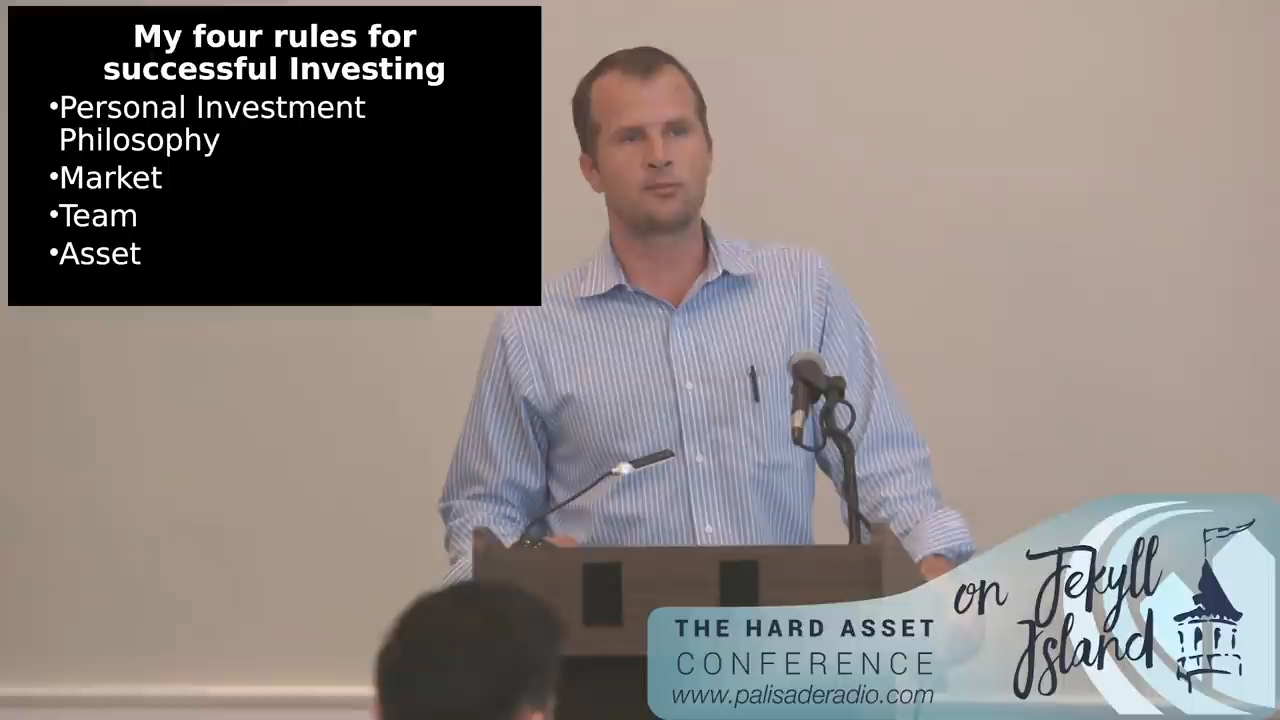 My four rules for
successful Investing
•Personal Investment
Philosophy
•Market
•Team
•Asset
on Jekyll
Island
THE HARD ASSET
CONFERENCE
www.palisaderadio.com